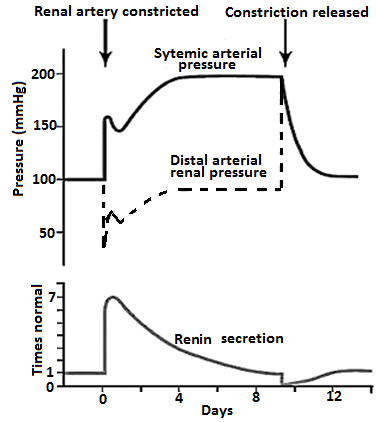 Renal artery constricted
Constriction released
Sytemic arterial
pressure
200
150
100
50
Pressure (mmHg)
Distal arterial
renal pressure
7
1
0
Times normal
Renin secretion
0
4
8
12
Days